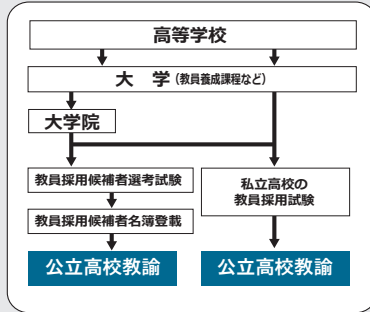 高等学校
大 学(教員養成課程など)
大学院
教員採用候補者選考試験
教員採用候補者名簿登載
公立高校教諭
私立高校の
教員採用試験
公立高校教諭